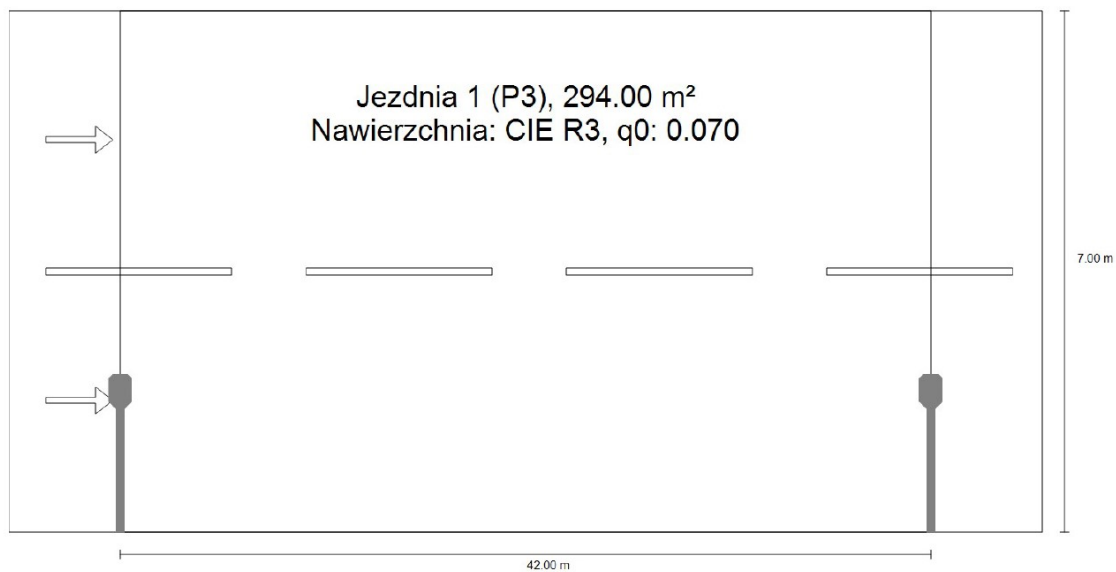 Jezdnia 1 (P3), 294.00 m²
Nawierzchnia: CIE R3, q0: 0.070
7.00 m
42.00 m